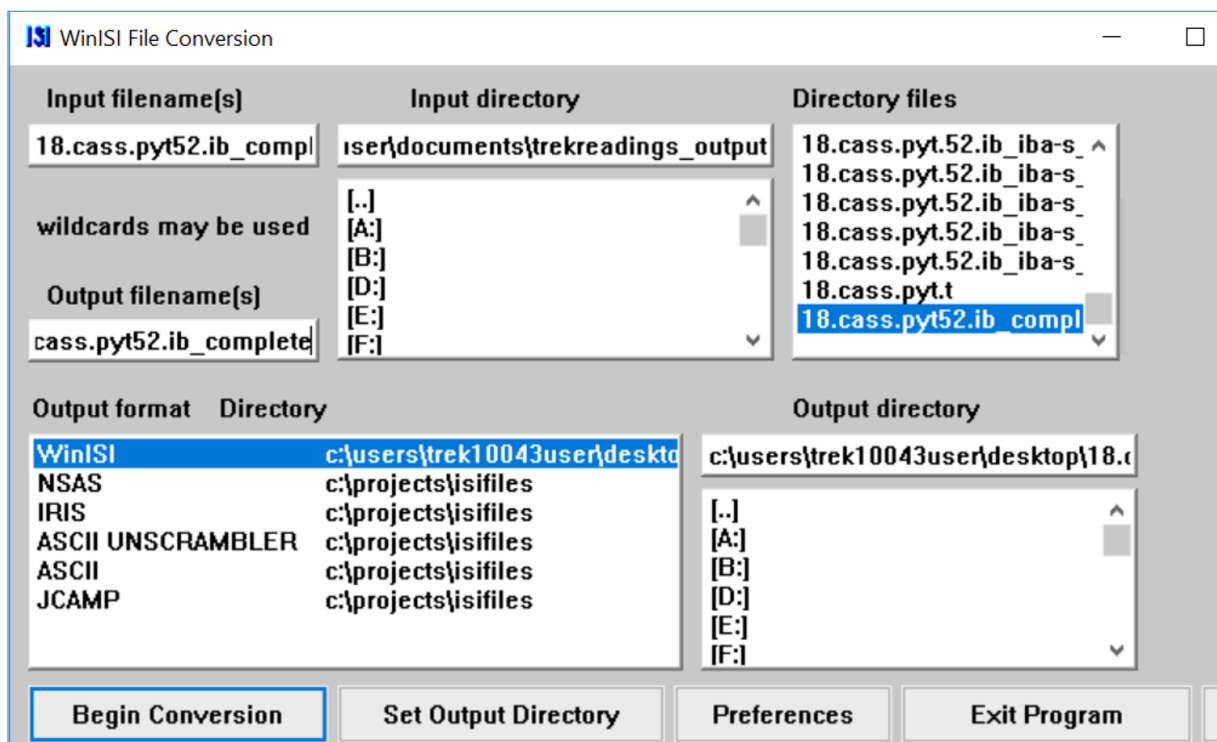 WinISI File Conversion
Input filename(s)
Input directory
Directory files
18.cass.pyt52.ib_compl
user\documents\trekreadings_output
18.cass.pyt.52.ib_iba-s_
18.cass.pyt.52.ib_iba-s_
18.cass.pyt.52.ib_iba-s_
18.cass.pyt.52.ib_iba-s_
18.cass.pyt.52.ib_iba-s_
18.cass.pyt.t
18.cass.pyt52.ib_compl
[..]
[A:]
[B:]
[D:]
[E:]
[F:]
wildcards may be used
Output filename(s)
cass.pyt52.ib_complete
Output format Directory
WinISI c:\users\trek10043user\deskto
NSAS c:\projects\isifiles
IRIS c:\projects\isifiles
ASCII UNSCRAMBLER c:\projects\isifiles
ASCII c:\projects\isifiles
JCAMP c:\projects\isifiles
Output directory
c:\users\trek10043user\desktop\18.c
[..]
[A:]
[B:]
[D:]
[E:]
[F:]
Begin Conversion
Set Output Directory
Preferences
Exit Program